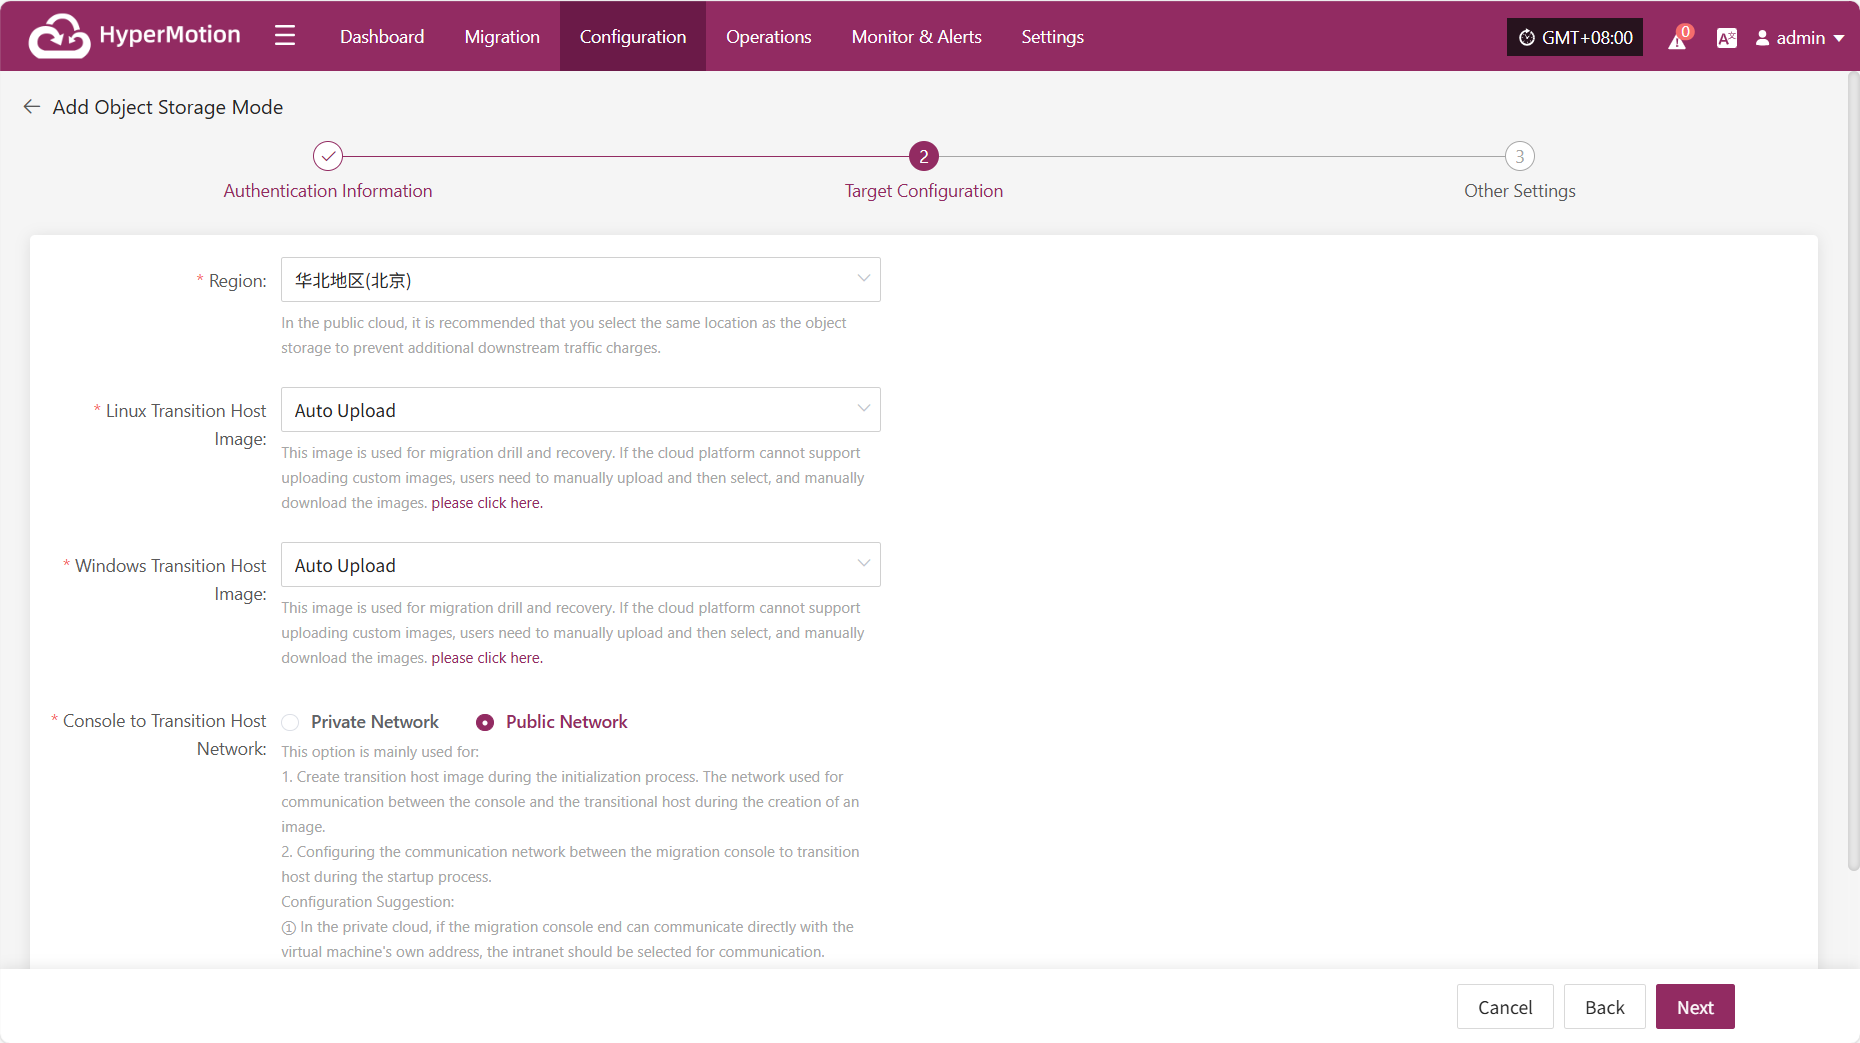 HyperMotion
Dashboard
Migration
Configuration
Operations
Monitor & Alerts
Settings
GMT+08:00
0
admin
Add Object Storage Mode
2
3
Authentication Information
Target Configuration
Other Settings
* Region:
华北地区(北京)
In the public cloud, it is recommended that you select the same location as the object
storage to prevent additional downstream traffic charges.
* Linux Transition Host
Image:
Auto Upload
This image is used for migration drill and recovery. If the cloud platform cannot support
uploading custom images, users need to manually upload and then select, and manually
download the images. please click here.
* Windows Transition Host
Image:
Auto Upload
This image is used for migration drill and recovery. If the cloud platform cannot support
uploading custom images, users need to manually upload and then select, and manually
download the images. please click here.
* Console to Transition Host
Network:
Private Network
Public Network
This option is mainly used for:
1. Create transition host image during the initialization process. The network used for
communication between the console and the transitional host during the creation of an
image.
2. Configuring the communication network between the migration console to transition
host during the startup process.
Configuration Suggestion:
① In the private cloud, if the migration console end can communicate directly with the
virtual machine's own address, the intranet should be selected for communication.
Cancel
Back
Next